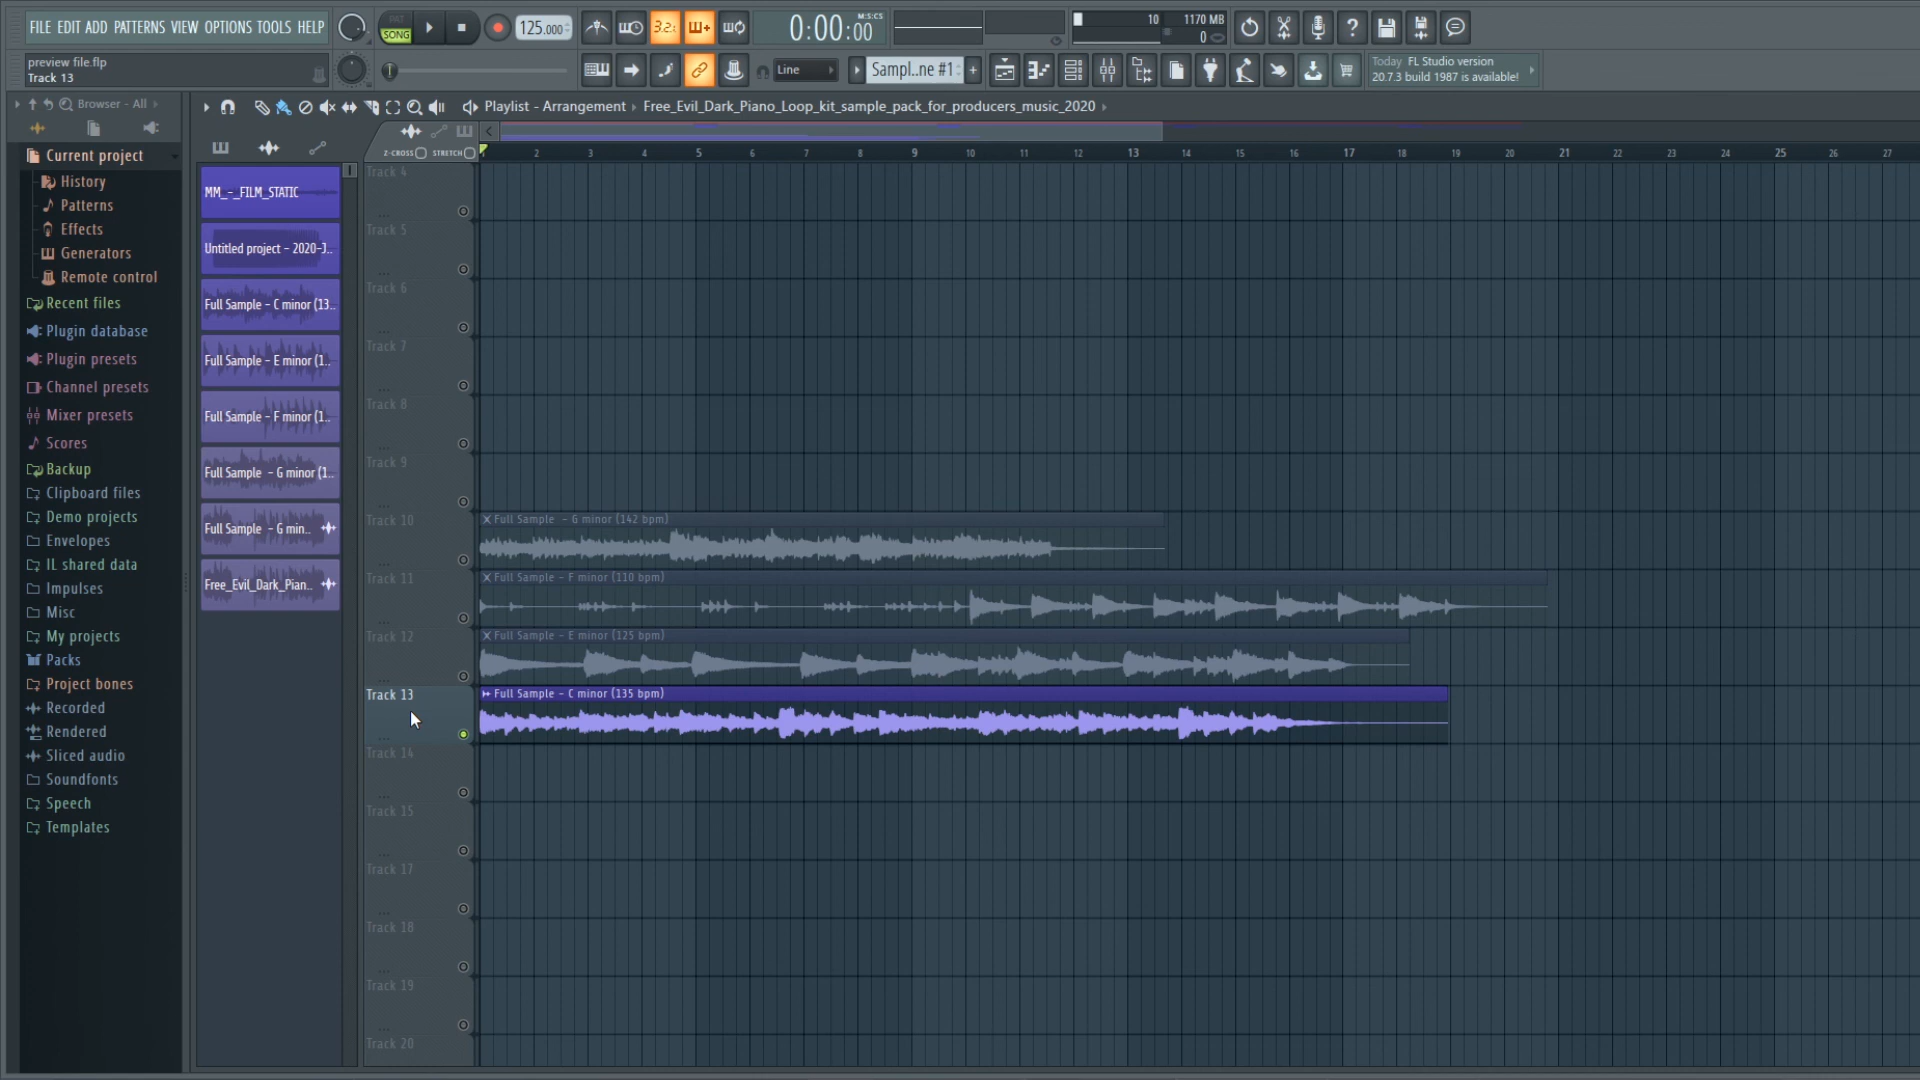 FILE EDIT ADD PATTERNS VIEW OPTIONS TOOLS HELP
PAT
SONG
125.000
3.2.
0:00:00
M:S:CS
10
1170 MB
0
preview file.flp
Track 13
Line
Sampl..ne #1
Today FL Studio version
20.7.3 build 1987 is available!
Browser - All
Playlist - Arrangement › Free_Evil_Dark_Piano_Loop_kit_sample_pack_for_producers_music_2020 ›
Z-CROSS STRETCH
1 2 3 4 5 6 7 8 9 10 11 12 13 14 15 16 17 18 19 20 21 22 23 24 25 26 27
Current project
History
Patterns
Effects
Generators
Remote control
Recent files
Plugin database
Plugin presets
Channel presets
Mixer presets
Scores
Backup
Clipboard files
Demo projects
Envelopes
IL shared data
Impulses
Misc
My projects
Packs
Project bones
Recorded
Rendered
Sliced audio
Soundfonts
Speech
Templates
MM_-_FILM_STATIC
Untitled project - 2020-J..
Full Sample - C minor (13..
Full Sample - E minor (1..
Full Sample - F minor (1..
Full Sample - G minor (1..
Full Sample - G min..
Free_Evil_Dark_Pian..
Track 4
Track 5
Track 6
Track 7
Track 8
Track 9
Track 10
Full Sample - G minor (142 bpm)
Track 11
Full Sample - F minor (110 bpm)
Track 12
Full Sample - E minor (125 bpm)
Track 13
Full Sample - C minor (135 bpm)
Track 14
Track 15
Track 17
Track 18
Track 19
Track 20